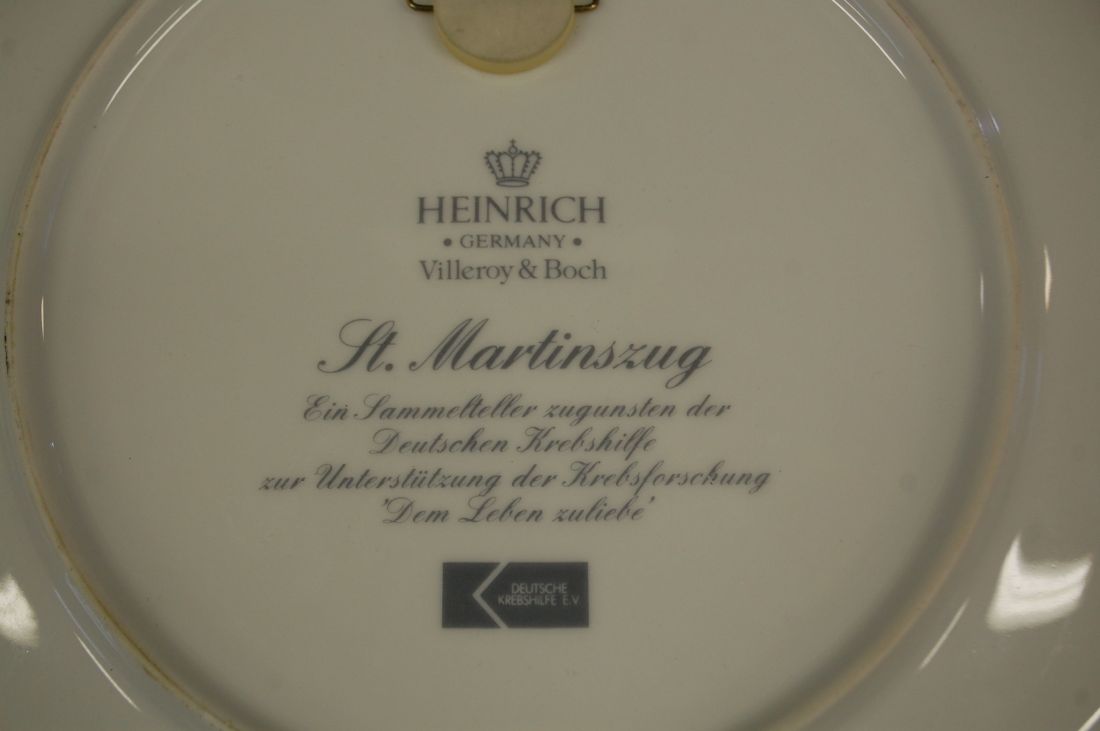 HEINRICH
• GERMANY •
Villeroy & Boch
St. Martinszug
Ein Sammelteller zugunsten der
Deutschen Krebshilfe
zur Unterstützung der Krebsforschung
'Dem Leben zuliebe'
DEUTSCHE
KREBSHILFE E.V